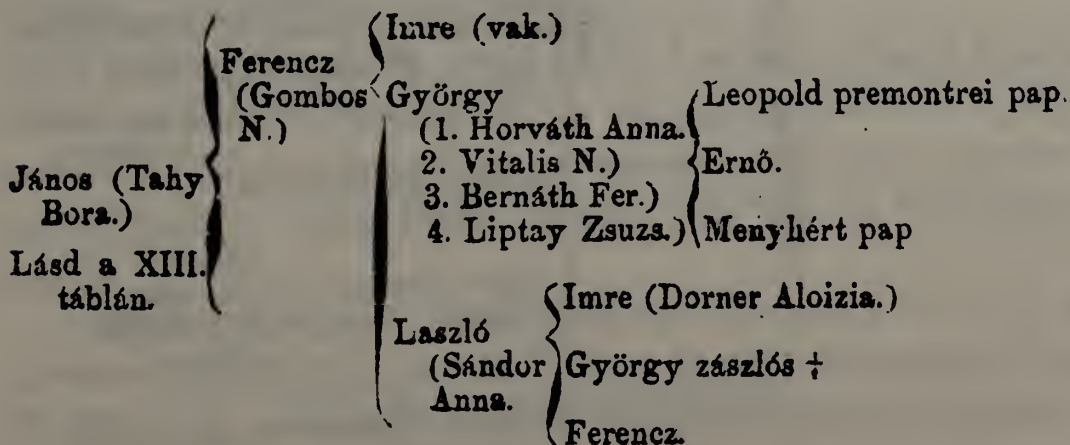 János (Tahy
Bora.)
Lásd a XIII.
táblán.
Ferencz
(Gombos
N.)
Imre (vak.)
György
(1. Horváth Anna.
2. Vitalis N.)
3. Bernáth Fer.)
4. Liptay Zsuzs.)
Leopold premontrei pap.
Ernő.
Menyhért pap
Laszló
(Sándor
Anna.
Imre (Dorner Aloizia.)
György zászlós †
Ferencz.